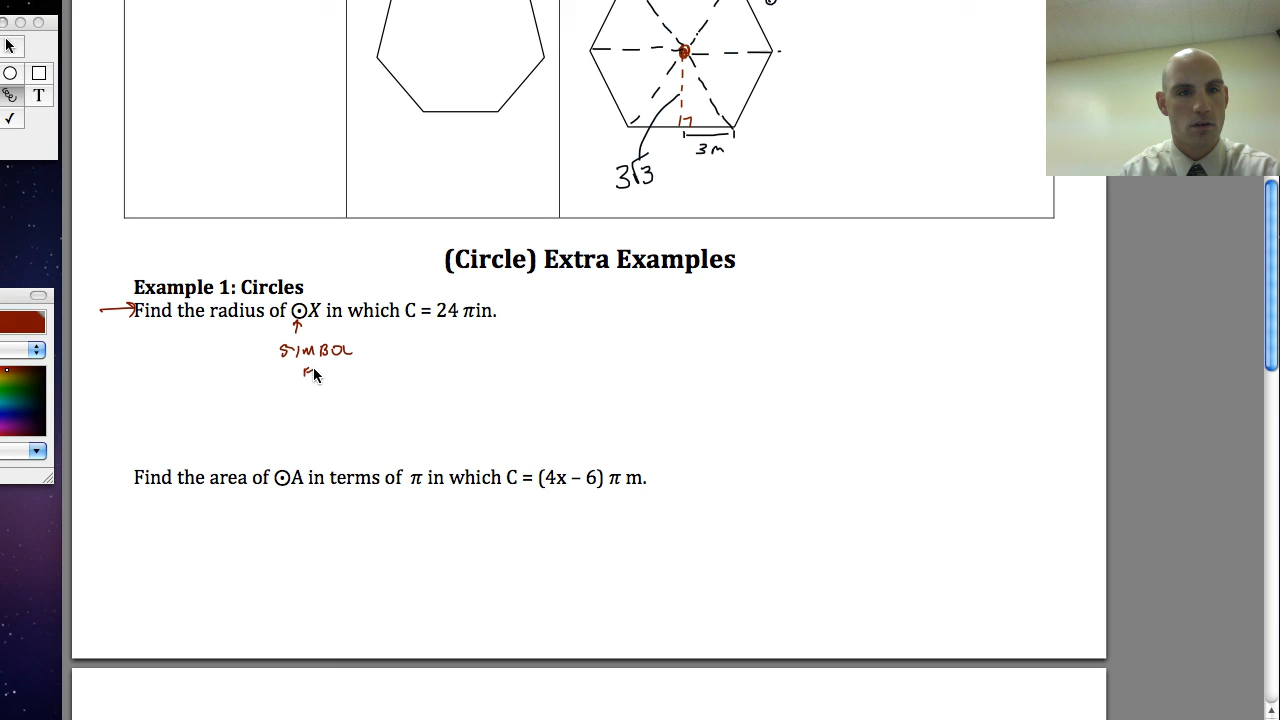 T
3 m
3√3
(Circle) Extra Examples
Example 1: Circles
Find the radius of ⊙X in which C = 24 πin.
SIMBOL
F
Find the area of ⊙A in terms of π in which C = (4x – 6) π m.